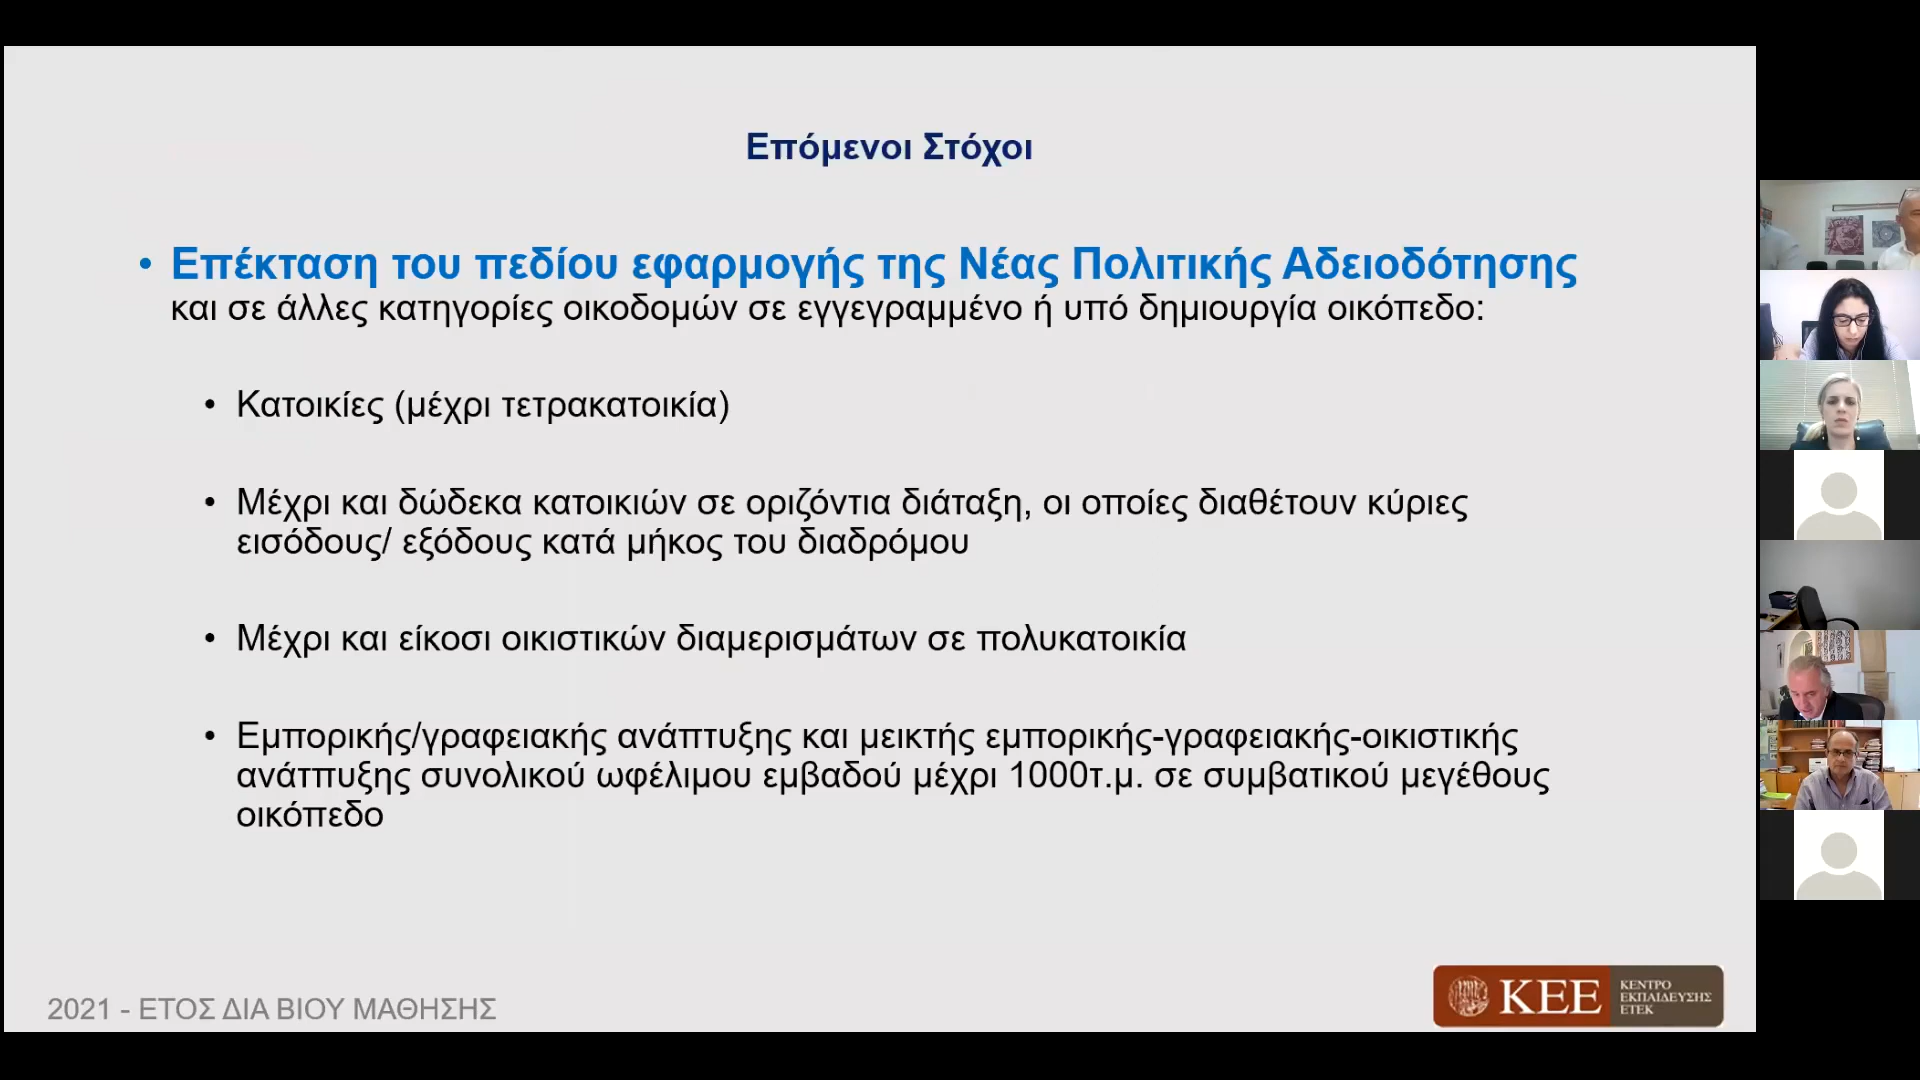 Επόμενοι Στόχοι
• Επέκταση του πεδίου εφαρμογής της Νέας Πολιτικής Αδειοδότησης
και σε άλλες κατηγορίες οικοδομών σε εγγεγραμμένο ή υπό δημιουργία οικόπεδο:
• Κατοικίες (μέχρι τετρακατοικία)
• Μέχρι και δώδεκα κατοικιών σε οριζόντια διάταξη, οι οποίες διαθέτουν κύριες
εισόδους/ εξόδους κατά μήκος του διαδρόμου
• Μέχρι και είκοσι οικιστικών διαμερισμάτων σε πολυκατοικία
• Εμπορικής/γραφειακής ανάπτυξης και μεικτής εμπορικής-γραφειακής-οικιστικής
ανάτπυξης συνολικού ωφέλιμου εμβαδού μέχρι 1000τ.μ. σε συμβατικού μεγέθους
οικόπεδο
2021 - ΕΤΟΣ ΔΙΑ ΒΙΟΥ ΜΑΘΗΣΗΣ
ΚΕΕ
ΚΕΝΤΡΟ
ΕΚΠΑΙΔΕΥΣΗΣ
ΕΤΕΚ